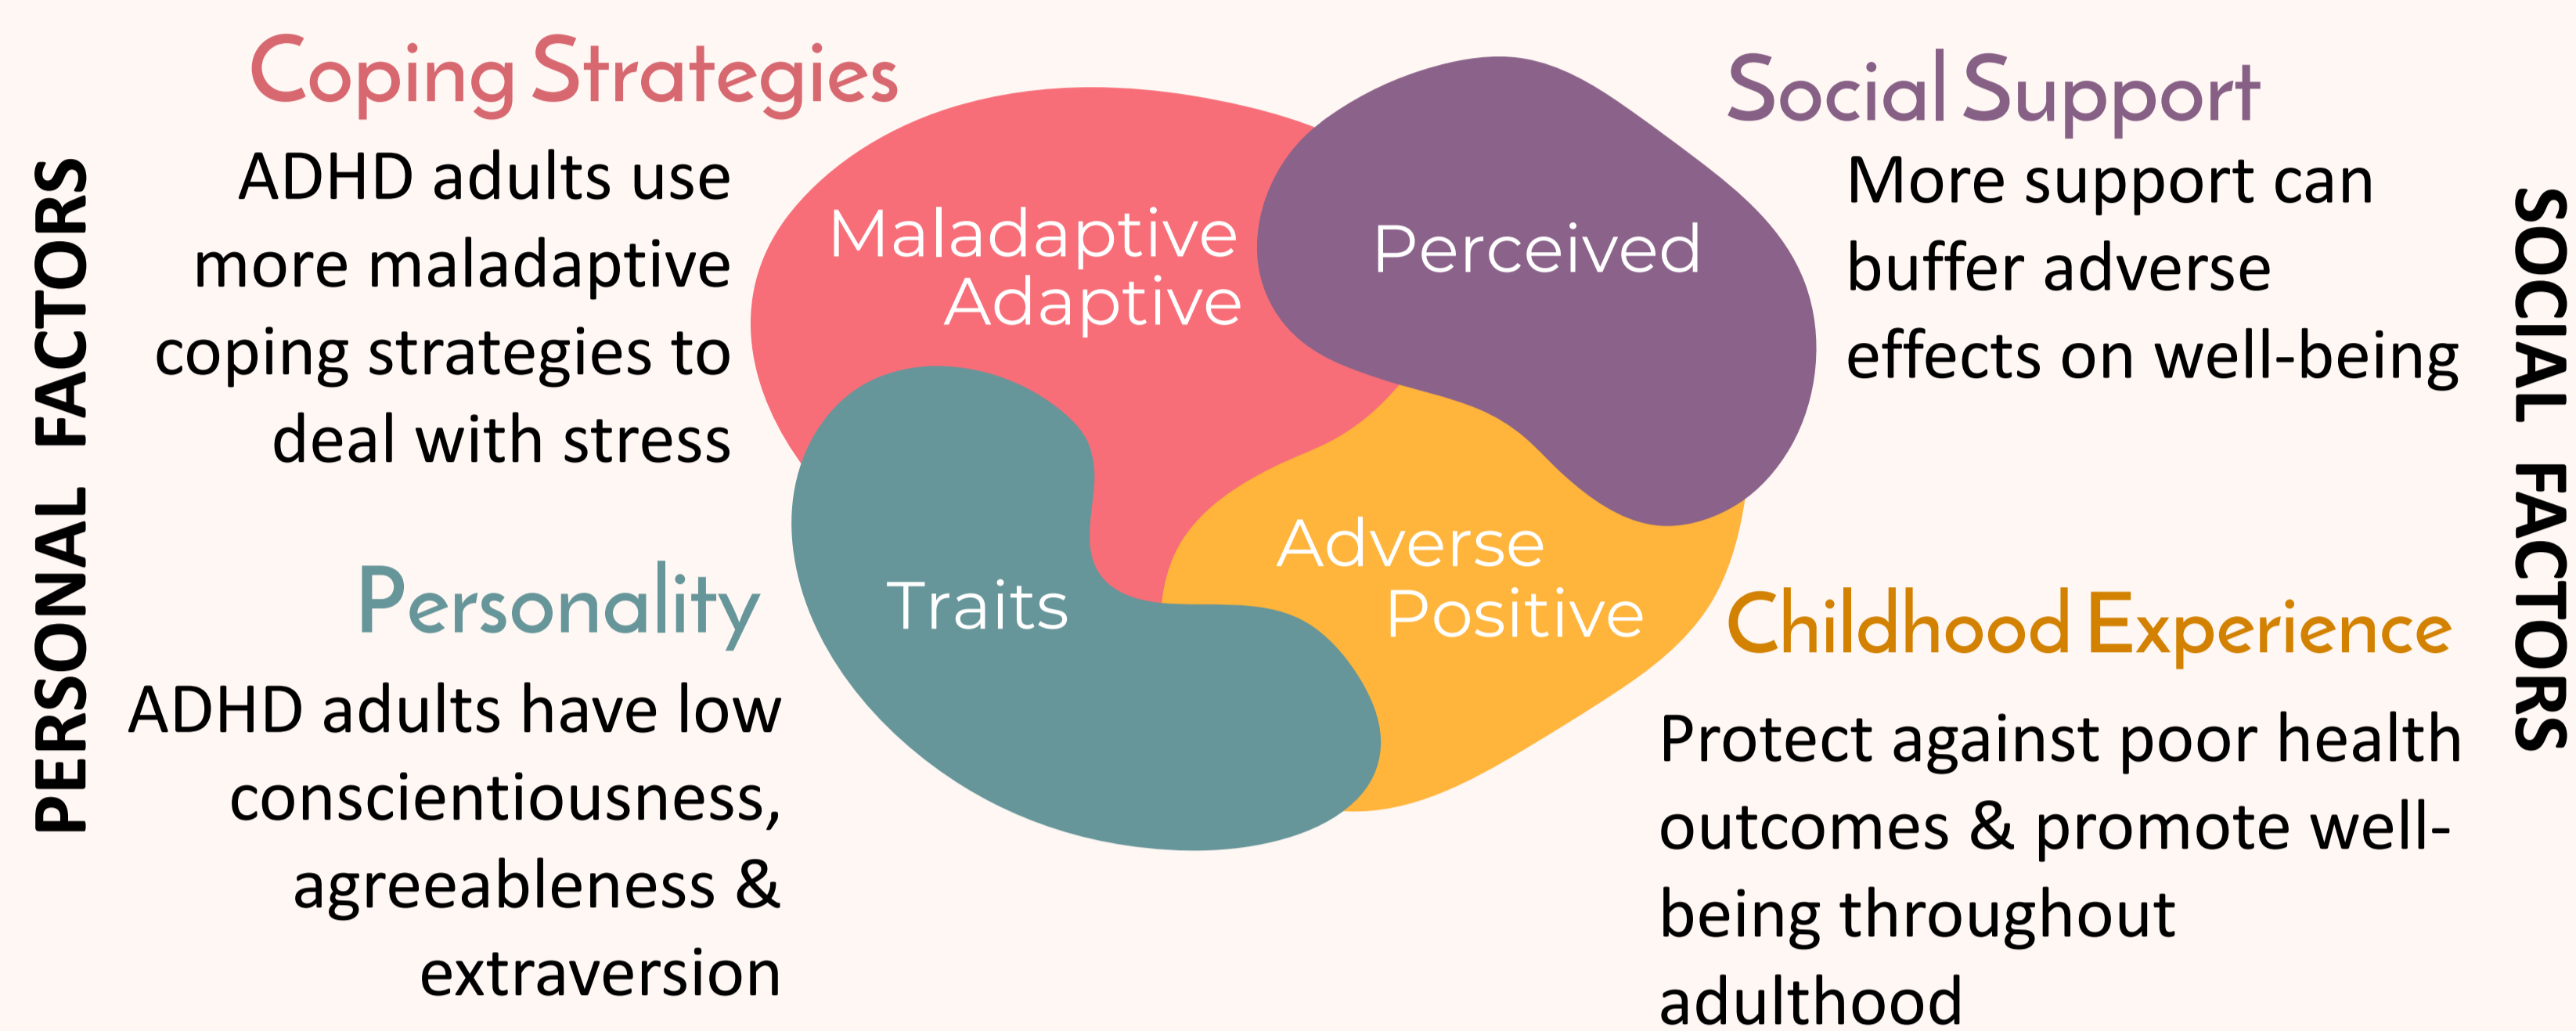 PERSONAL FACTORS
Coping Strategies
ADHD adults use
more maladaptive
coping strategies to
deal with stress
Personality
ADHD adults have low
conscientiousness,
agreeableness &
extraversion
Maladaptive
Adaptive
Perceived
Traits
Adverse
Positive
Social Support
More support can
buffer adverse
effects on well-being
Childhood Experience
Protect against poor health
outcomes & promote well-
being throughout
adulthood
SOCIAL FACTORS